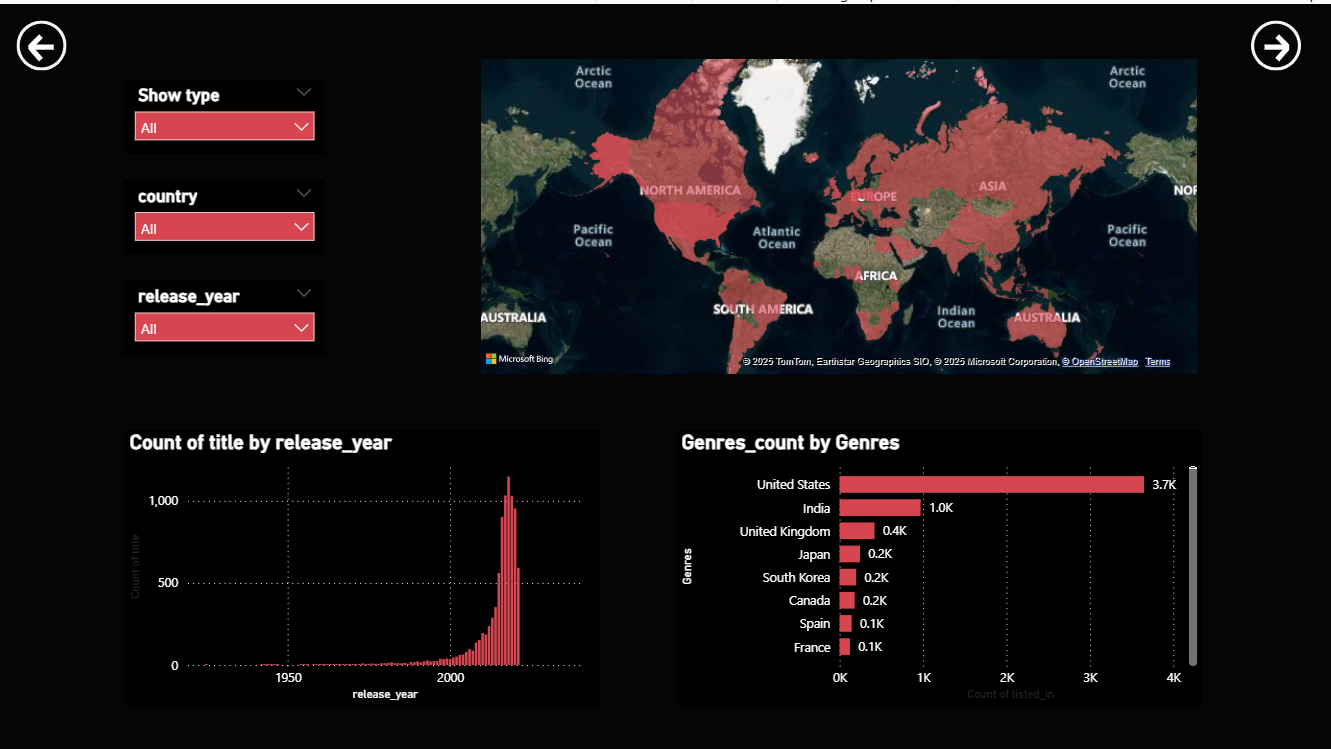 Show type
All
country
All
release_year
All
Arctic
Ocean
Arctic
Ocean
NORTH AMERICA
EUROPE
ASIA
NOR
Pacific
Ocean
Atlantic
Ocean
Pacific
Ocean
AFRICA
SOUTH AMERICA
Indian
Ocean
AUSTRALIA
AUSTRALIA
Microsoft Bing
© 2025 TomTom, Earthstar Geographics SIO, © 2025 Microsoft Corporation, © OpenStreetMap Terms
Count of title by release_year
Count of title
1,000
500
0
1950
2000
release_year
Genres_count by Genres
Genres
United States 3.7K
India 1.0K
United Kingdom 0.4K
Japan 0.2K
South Korea 0.2K
Canada 0.2K
Spain 0.1K
France 0.1K
0K 1K 2K 3K 4K
Count of listed_in